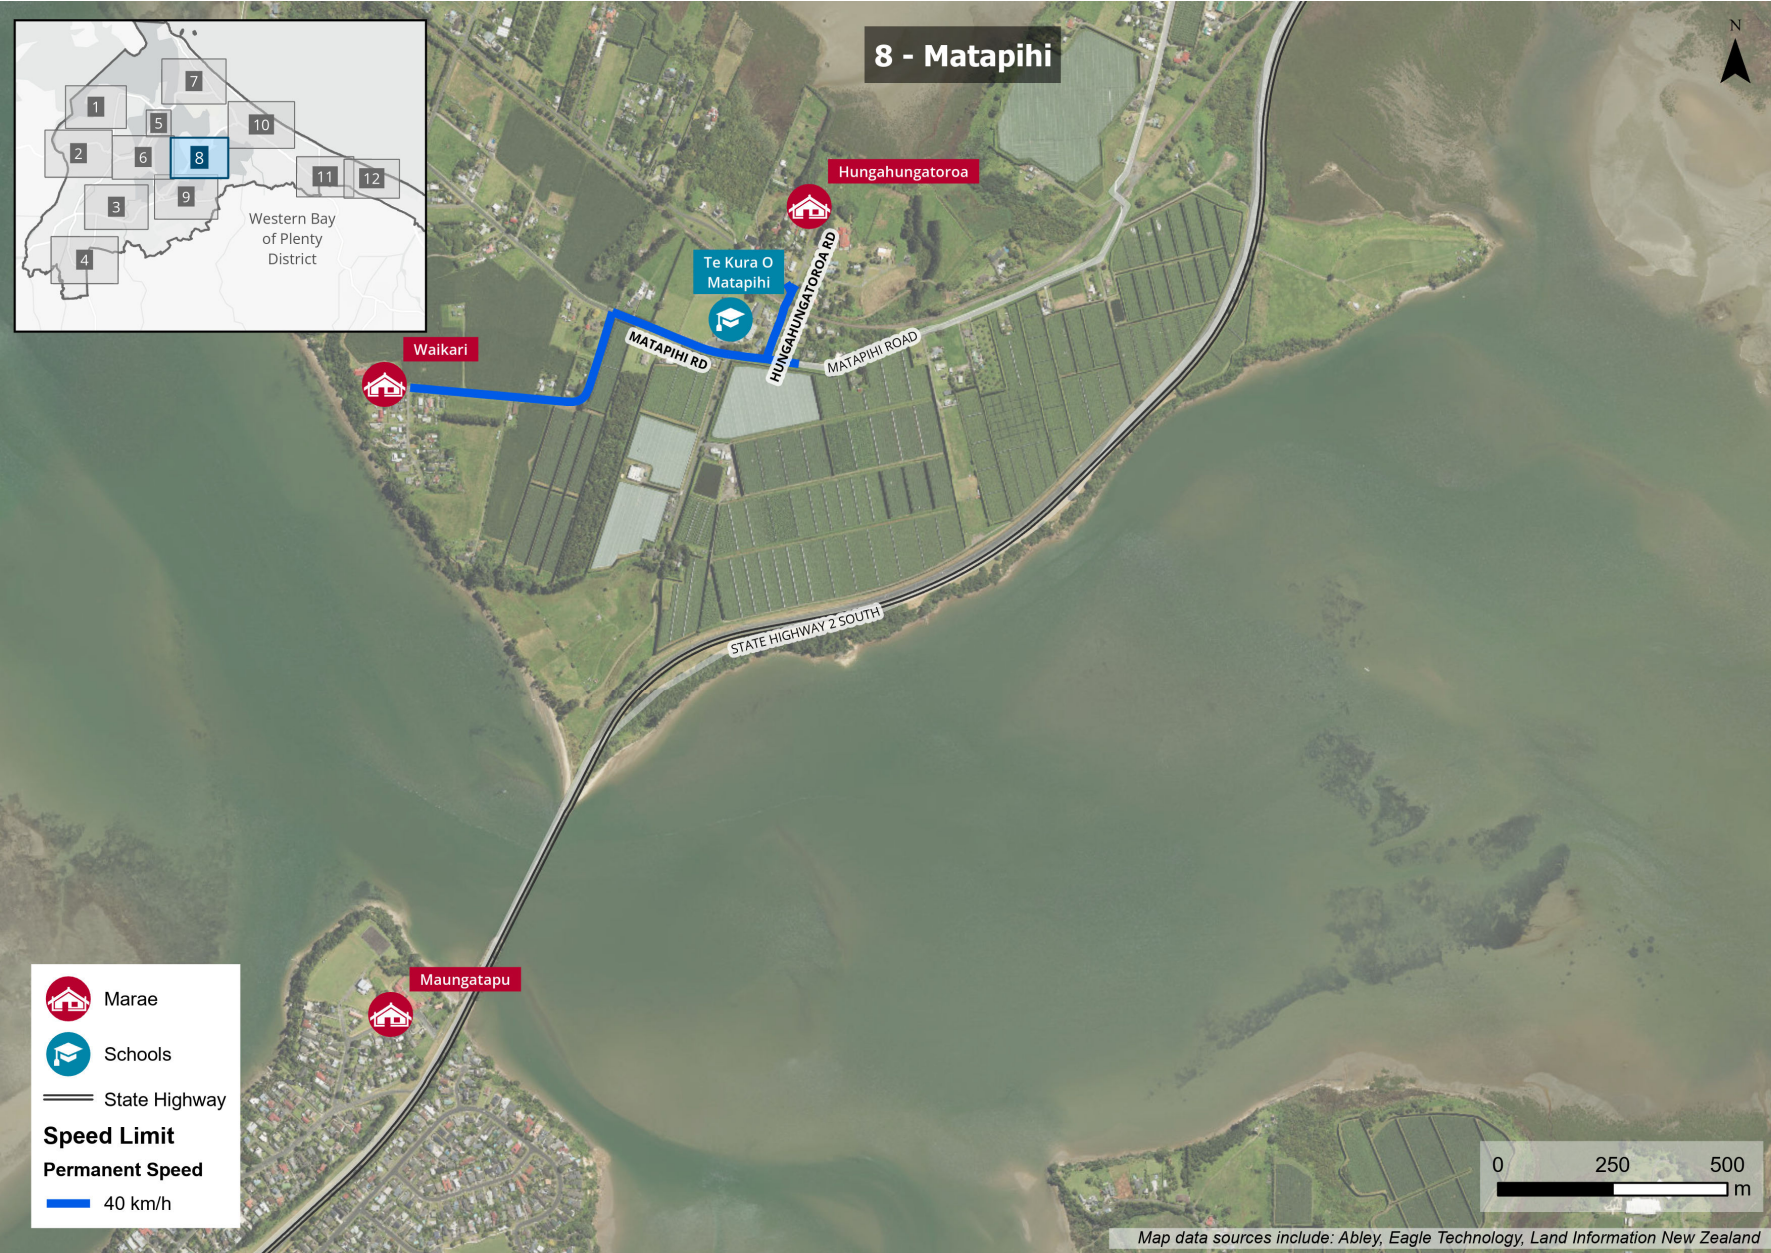 8 - Matapihi
N
1
2
3
4
5
6
7
8
9
10
11
12
Western Bay
of Plenty
District
Hungahungatoroa
Te Kura O
Matapihi
HUNGAHUNGATOROA RD
MATAPIHI RD
MATAPIHI ROAD
Waikari
STATE HIGHWAY 2 SOUTH
Maungatapu
Marae
Schools
State Highway
Speed Limit
Permanent Speed
40 km/h
0 250 500
m
Map data sources include: Abley, Eagle Technology, Land Information New Zealand